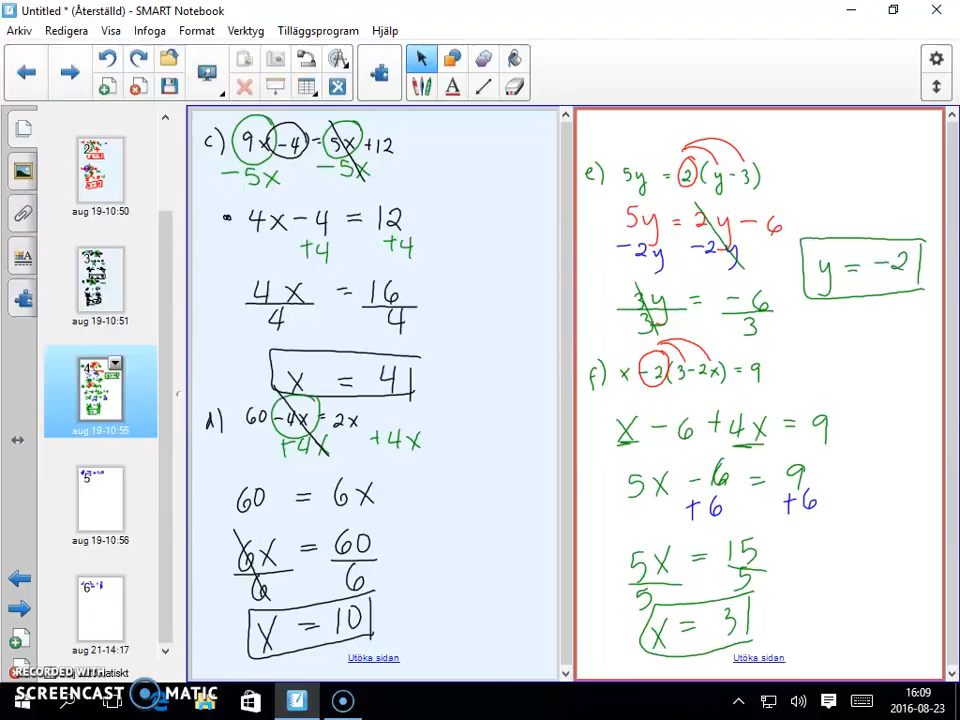 Untitled * (Återställd) - SMART Notebook
Arkiv Redigera Visa Infoga Format Verktyg Tilläggsprogram Hjälp
2
aug 19-10:50
3
aug 19-10:51
4
aug 19-10:55
5
aug 19-10:56
6
aug 21-14:17
c) 9x - 4 = 5x + 12
- 5x - 5x
4x - 4 = 12
+4 +4
4x = 16
4 4
x = 4
d) 60 - 4x = 2x
+4x +4x
60 = 6x
6x = 60
6 6
x = 10
Utöka sidan
e) 5y = 2(y - 3)
5y = 2y - 6
-2y -2y
3y = -6
3 3
y = -2
f) x - 2(3-2x) = 9
x - 6 + 4x = 9
5x - 6 = 9
+6 +6
5x = 15
5 5
x = 3
Utöka sidan
RECORDED WITH
SCREENCAST MATIC
16:09
2016-08-23